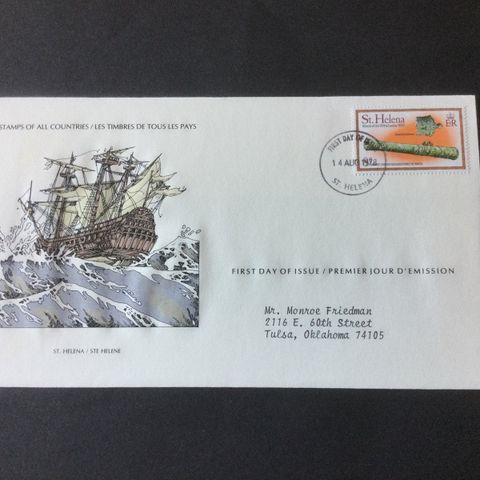 STAMPS OF ALL COUNTRIES / LES TIMBRES DE TOUS LES PAYS
St. Helena
E R
FIRST DAY OF
14 AUG 1978
ST. HELENA
FIRST DAY OF ISSUE / PREMIER JOUR D'EMISSION
Mr. Monroe Friedman
2116 E. 60th Street
Tulsa, Oklahoma 74105
ST. HELENA / STE HELENE